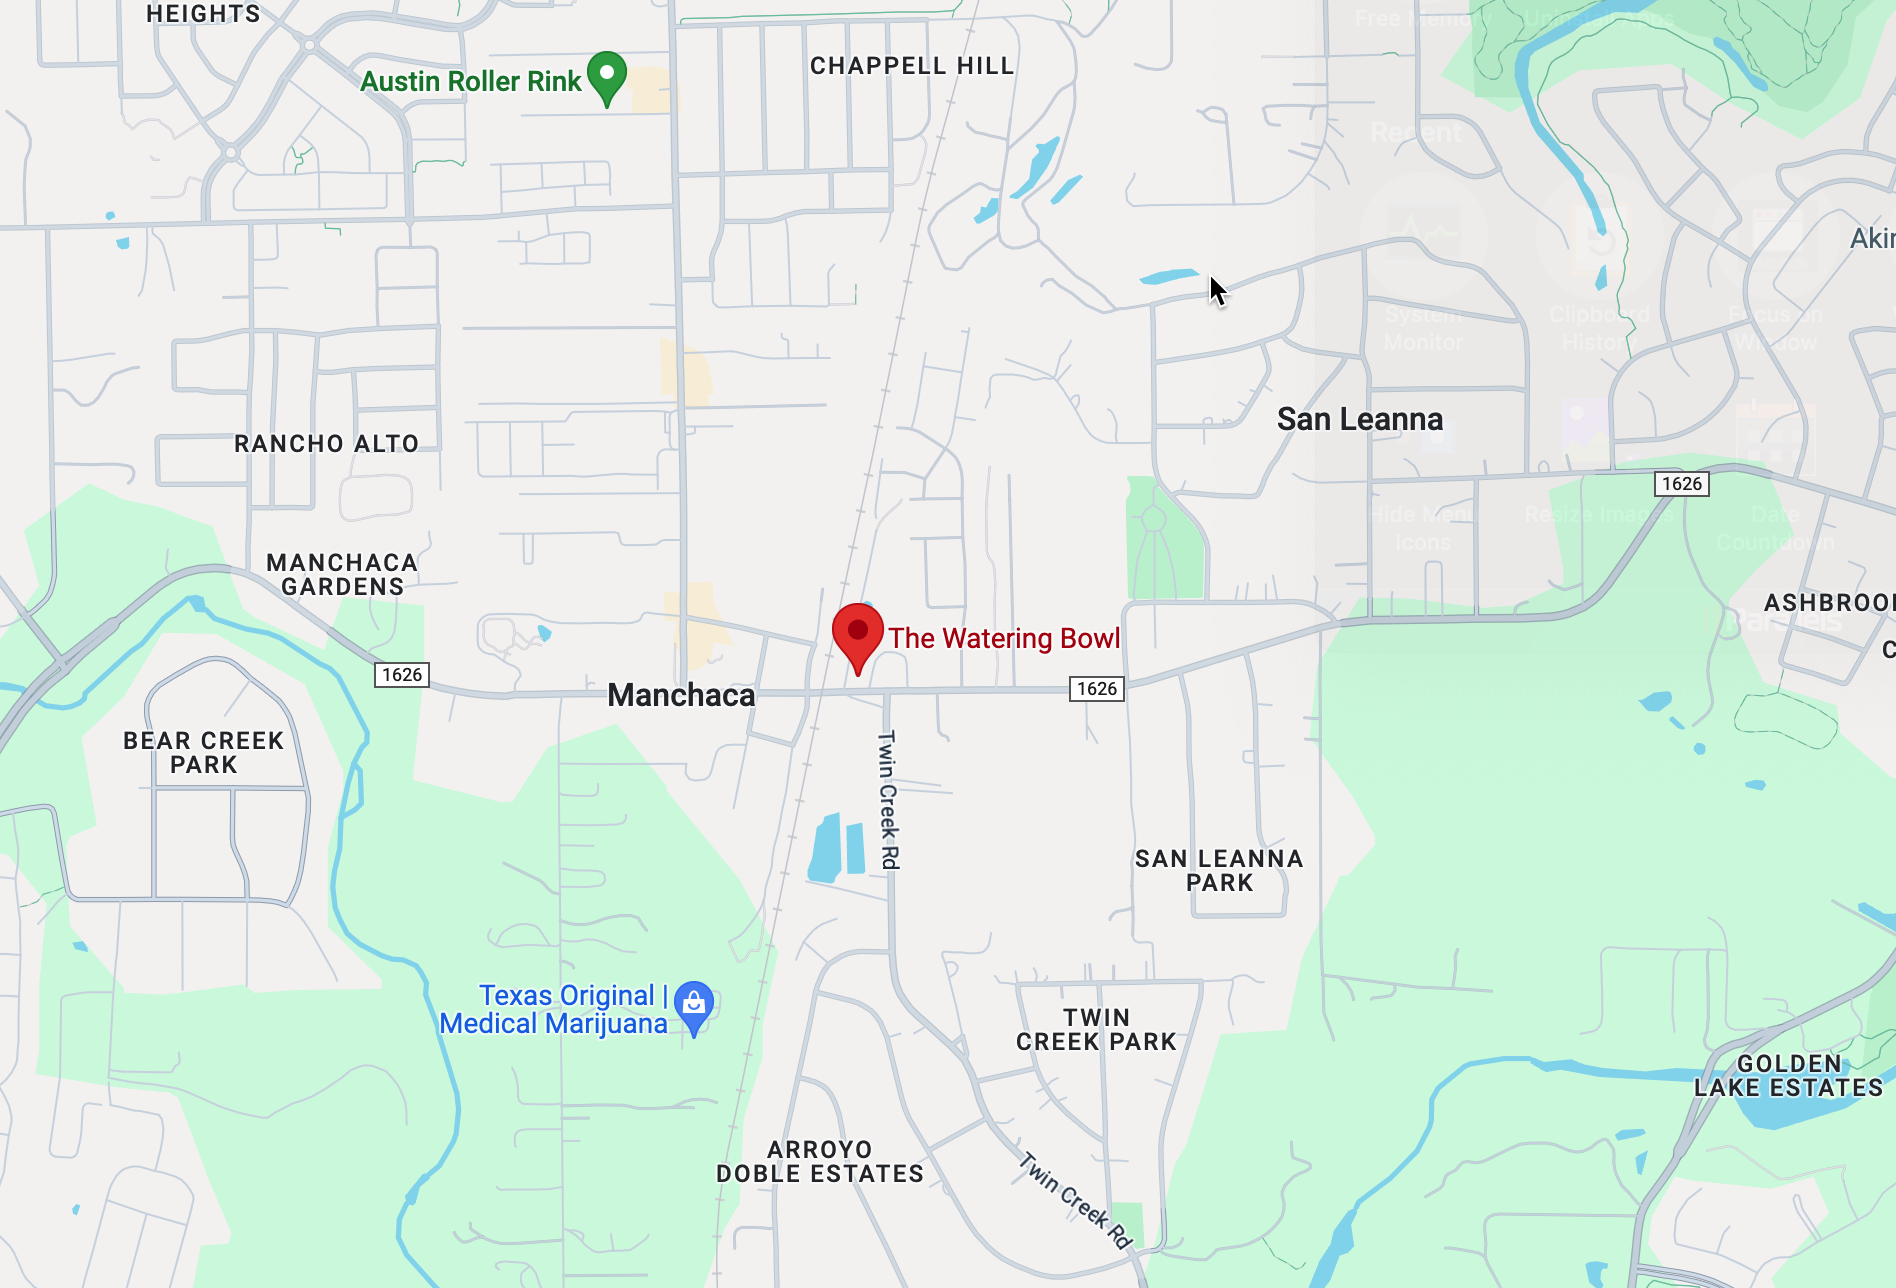 HEIGHTS
Free Memory
Uninstall Apps
CHAPPELL HILL
Austin Roller Rink
Recent
Akin
System
Monitor
Clipboard
History
Focus on
Window
San Leanna
RANCHO ALTO
1626
Hide Menu
Icons
Resize Images
Date
Countdown
MANCHACA
GARDENS
ASHBROO
Parallels
The Watering Bowl
C
1626
Manchaca
1626
BEAR CREEK
PARK
Twin Creek Rd
SAN LEANNA
PARK
Texas Original |
Medical Marijuana
TWIN
CREEK PARK
GOLDEN
LAKE ESTATES
ARROYO
DOBLE ESTATES
Twin Creek Rd